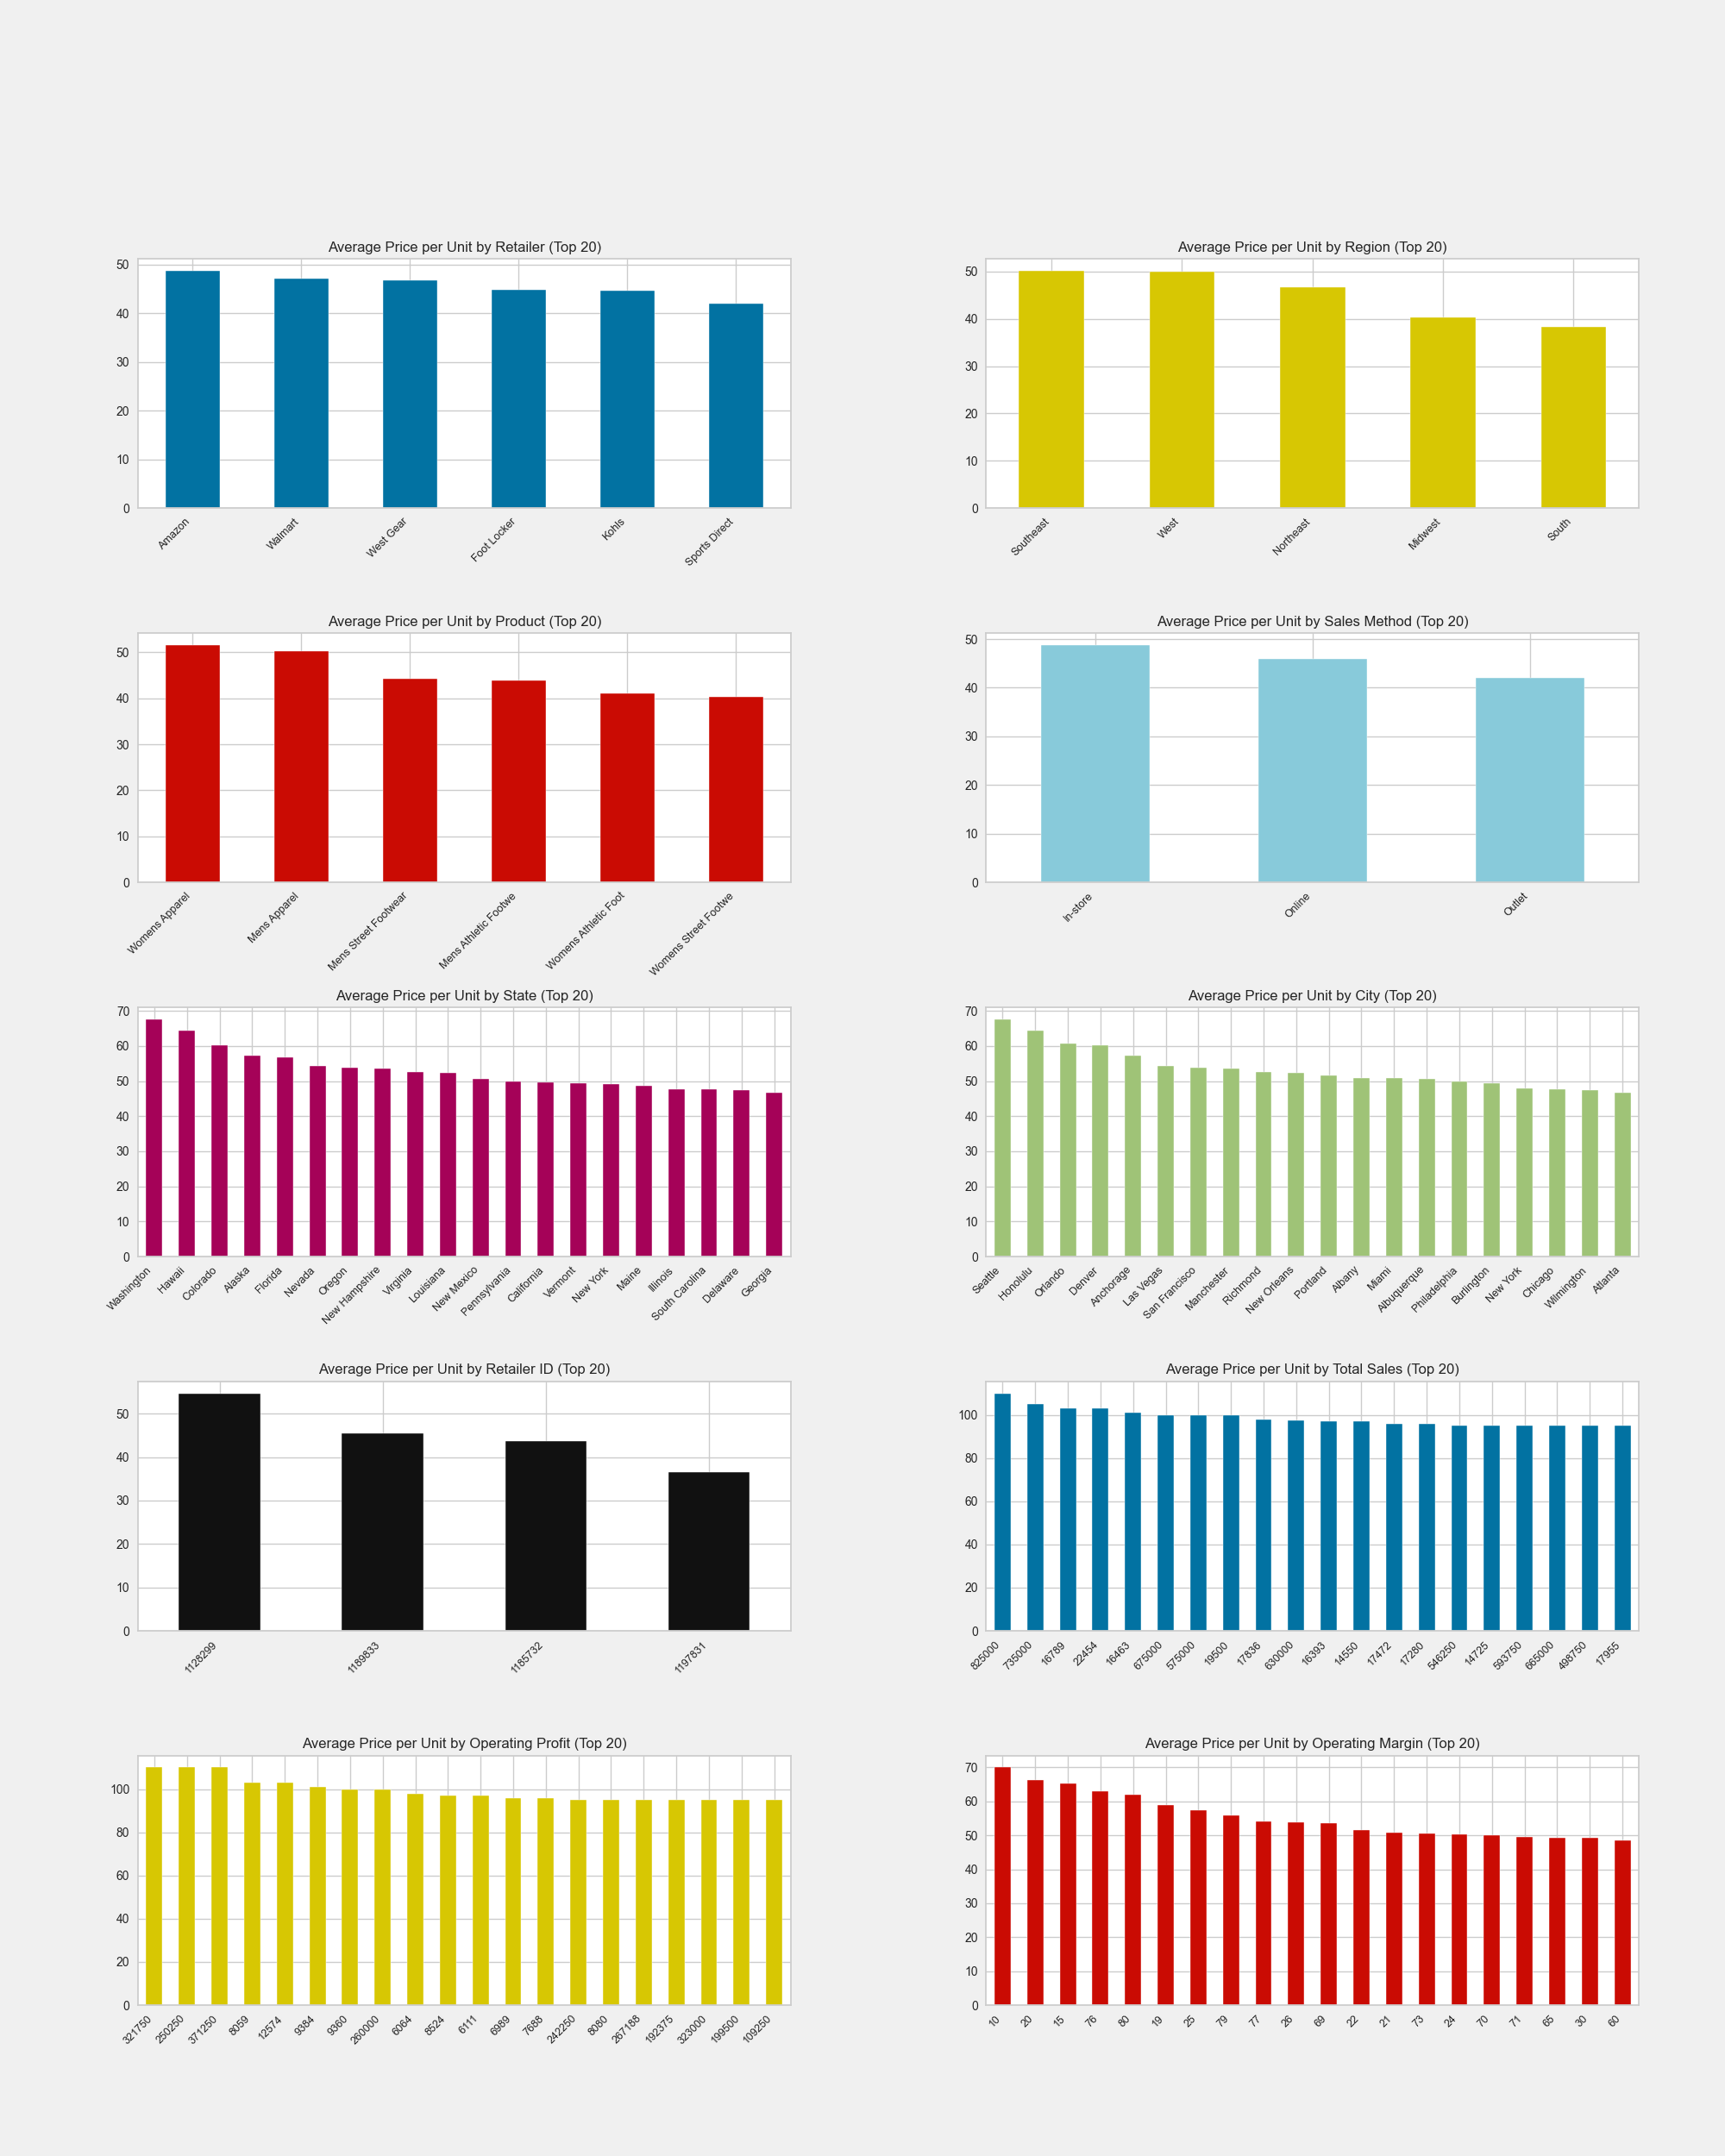 Average Price per Unit by Retailer (Top 20)
50
40
30
20
10
0
Amazon
Walmart
West Gear
Foot Locker
Kohls
Sports Direct
Average Price per Unit by Region (Top 20)
50
40
30
20
10
0
Southeast
West
Northeast
Midwest
South
Average Price per Unit by Product (Top 20)
50
40
30
20
10
0
Womens Apparel
Mens Apparel
Mens Street Footwear
Mens Athletic Footwe
Womens Athletic Foot
Womens Street Footwe
Average Price per Unit by Sales Method (Top 20)
50
40
30
20
10
0
In-store
Online
Outlet
Average Price per Unit by State (Top 20)
70
60
50
40
30
20
10
0
Washington
Hawaii
Colorado
Alaska
Florida
Nevada
Oregon
New Hampshire
Virginia
Louisiana
New Mexico
Pennsylvania
California
Vermont
New York
Maine
Illinois
South Carolina
Delaware
Georgia
Average Price per Unit by City (Top 20)
70
60
50
40
30
20
10
0
Seattle
Honolulu
Orlando
Denver
Anchorage
Las Vegas
San Francisco
Manchester
Richmond
New Orleans
Portland
Albany
Miami
Albuquerque
Philadelphia
Burlington
New York
Chicago
Wilmington
Atlanta
Average Price per Unit by Retailer ID (Top 20)
50
40
30
20
10
0
1128299
1189833
1185732
1197831
Average Price per Unit by Total Sales (Top 20)
100
80
60
40
20
0
825000
735000
16789
22454
16463
675000
575000
19500
17836
630000
16393
14550
17472
17280
546250
14725
593750
665000
498750
17955
Average Price per Unit by Operating Profit (Top 20)
100
80
60
40
20
0
321750
250250
371250
8059
12574
9384
9360
260000
6064
8524
6111
6989
7688
242250
8080
267188
192375
323000
199500
109250
Average Price per Unit by Operating Margin (Top 20)
70
60
50
40
30
20
10
0
10
20
15
76
80
19
25
79
77
26
69
22
21
73
24
70
71
65
30
60